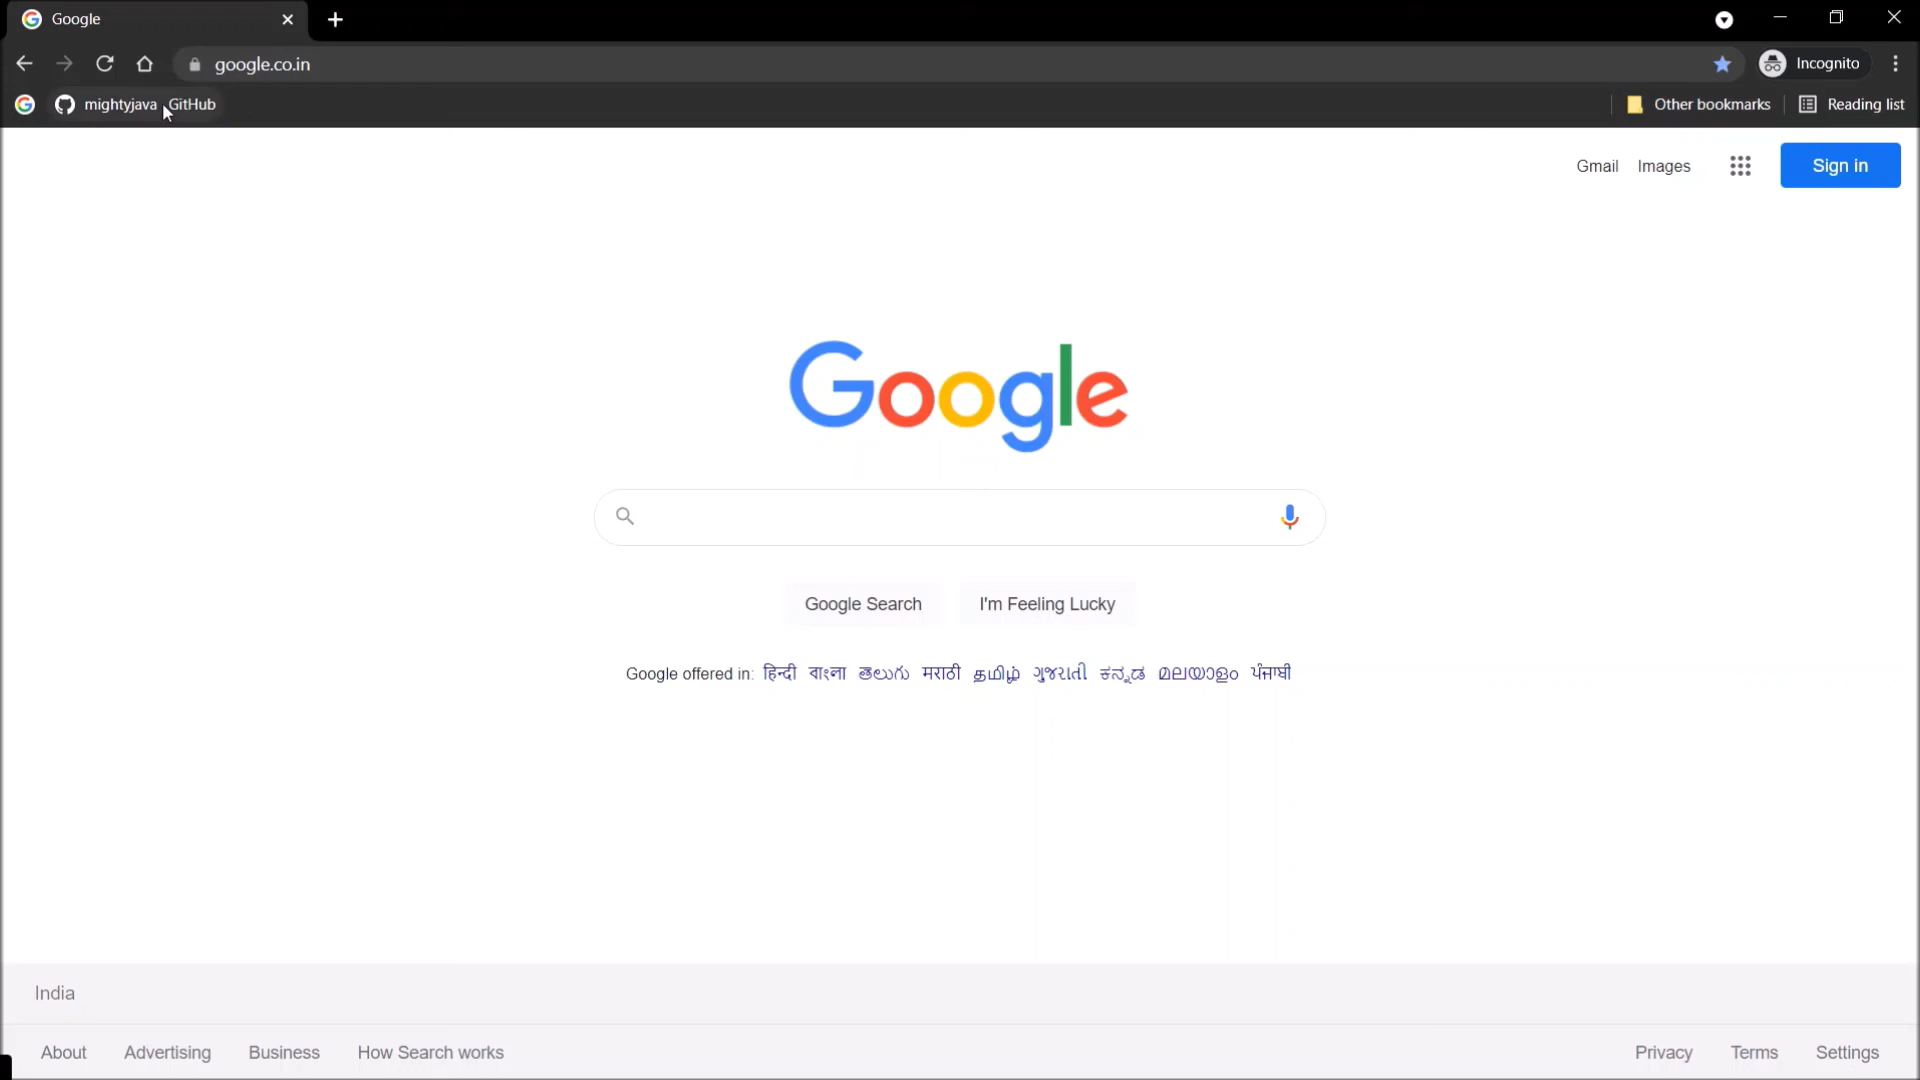 Google
google.co.in
Incognito
mightyjava GitHub
Other bookmarks
Reading list
Gmail Images
Sign in
Google
Google Search I'm Feeling Lucky
Google offered in: हिन्दी বাংলা తెలుగు मराठी தமிழ் ગુજરાતી ಕನ್ನಡ മലയാളം ਪੰਜਾਬੀ
India
About Advertising Business How Search works
Privacy Terms Settings